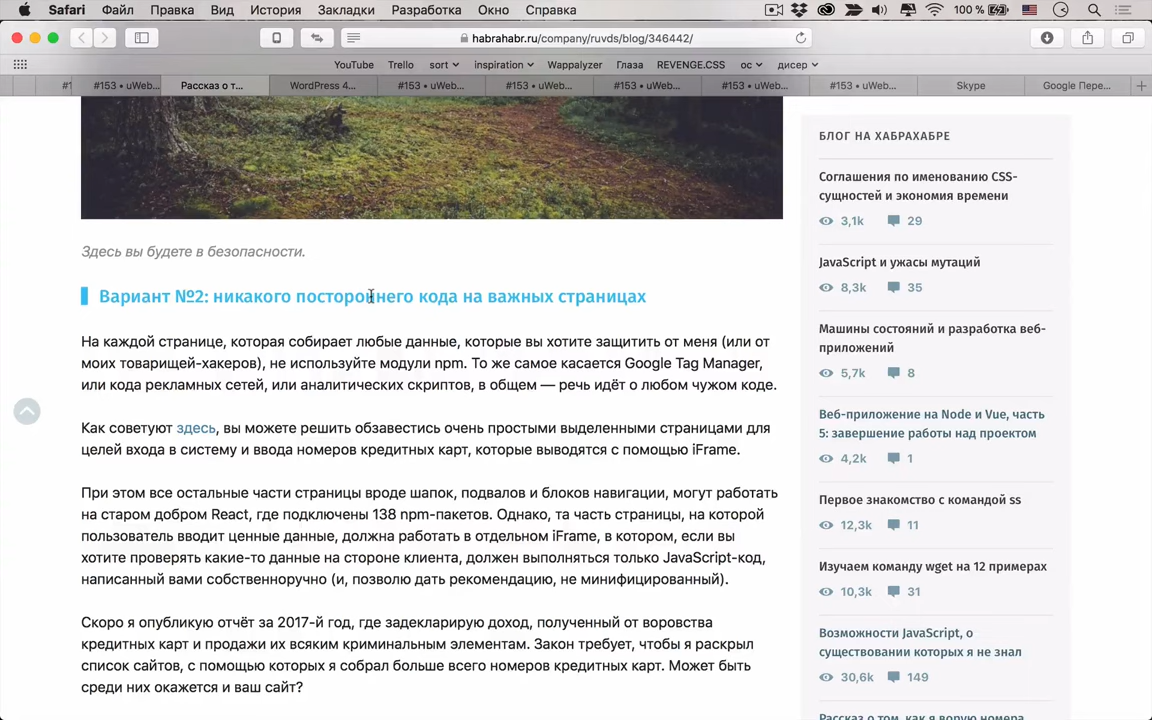 Safari Файл Правка Вид История Закладки Разработка Окно Справка 100 %
habrahabr.ru/company/ruvds/blog/346442/
YouTube Trello sort inspiration Wappalyzer Глаза REVENGE.CSS ос дисер
#1 #153 • uWeb... Рассказ о т... WordPress 4... #153 • uWeb... #153 • uWeb... #153 • uWeb... #153 • uWeb... #153 • uWeb... Skype Google Пере...
Здесь вы будете в безопасности.
Вариант №2: никакого постороннего кода на важных страницах
На каждой странице, которая собирает любые данные, которые вы хотите защитить от меня (или от
моих товарищей-хакеров), не используйте модули npm. То же самое касается Google Tag Manager,
или кода рекламных сетей, или аналитических скриптов, в общем — речь идёт о любом чужом коде.
Как советуют здесь, вы можете решить обзавестись очень простыми выделенными страницами для
целей входа в систему и ввода номеров кредитных карт, которые выводятся с помощью iFrame.
При этом все остальные части страницы вроде шапок, подвалов и блоков навигации, могут работать
на старом добром React, где подключены 138 npm-пакетов. Однако, та часть страницы, на которой
пользователь вводит ценные данные, должна работать в отдельном iFrame, в котором, если вы
хотите проверять какие-то данные на стороне клиента, должен выполняться только JavaScript-код,
написанный вами собственноручно (и, позволю дать рекомендацию, не минифицированный).
Скоро я опубликую отчёт за 2017-й год, где задекларирую доход, полученный от воровства
кредитных карт и продажи их всяким криминальным элементам. Закон требует, чтобы я раскрыл
список сайтов, с помощью которых я собрал больше всего номеров кредитных карт. Может быть
среди них окажется и ваш сайт?
БЛОГ НА ХАБРАХАБРЕ
Соглашения по именованию CSS-
сущностей и экономия времени
3,1k 29
JavaScript и ужасы мутаций
8,3k 35
Машины состояний и разработка веб-
приложений
5,7k 8
Веб-приложение на Node и Vue, часть
5: завершение работы над проектом
4,2k 1
Первое знакомство с командой ss
12,3k 11
Изучаем команду wget на 12 примерах
10,3k 31
Возможности JavaScript, о
существовании которых я не знал
30,6k 149
Рассказ о том, как я ворую номера